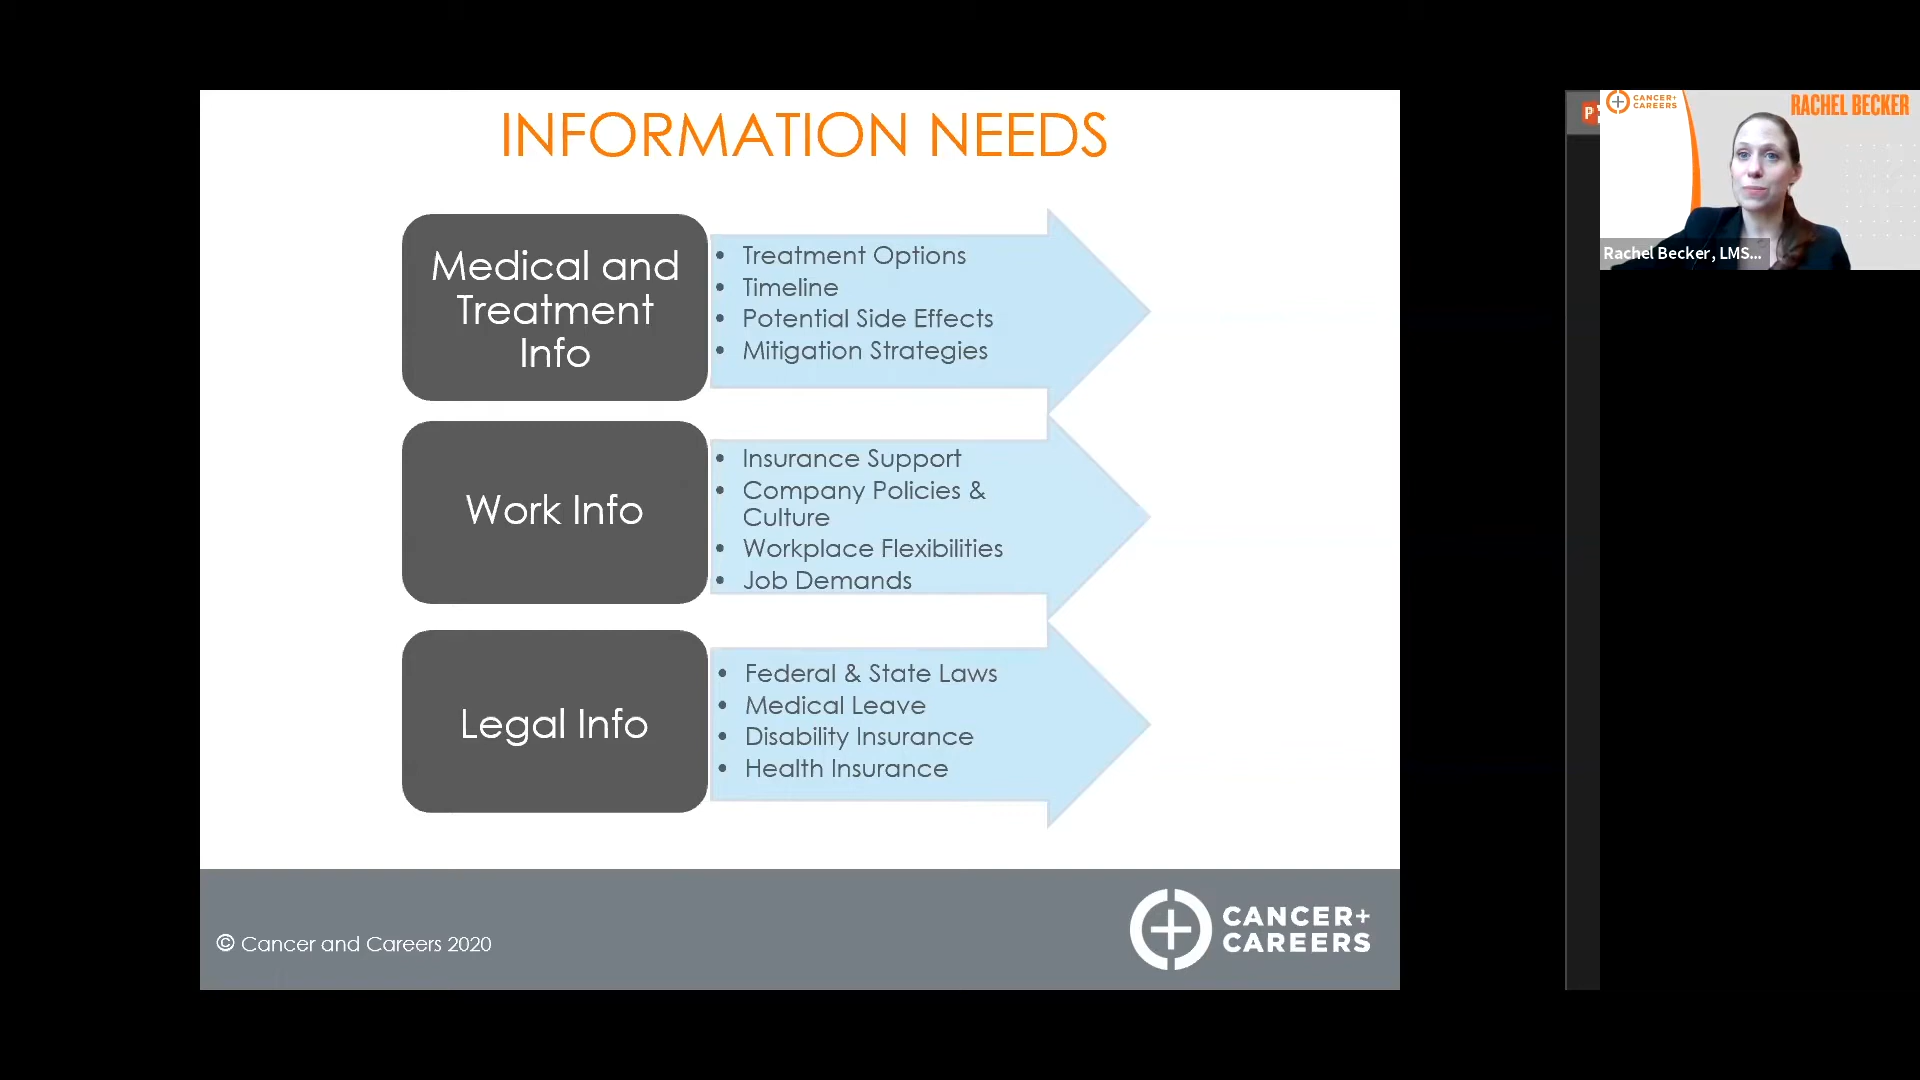 INFORMATION NEEDS
Medical and
Treatment
Info
• Treatment Options
• Timeline
• Potential Side Effects
• Mitigation Strategies
Work Info
• Insurance Support
• Company Policies &
Culture
• Workplace Flexibilities
• Job Demands
Legal Info
• Federal & State Laws
• Medical Leave
• Disability Insurance
• Health Insurance
© Cancer and Careers 2020
CANCER+
CAREERS
P
CANCER+
CAREERS
RACHEL BECKER
Rachel Becker, LMS...